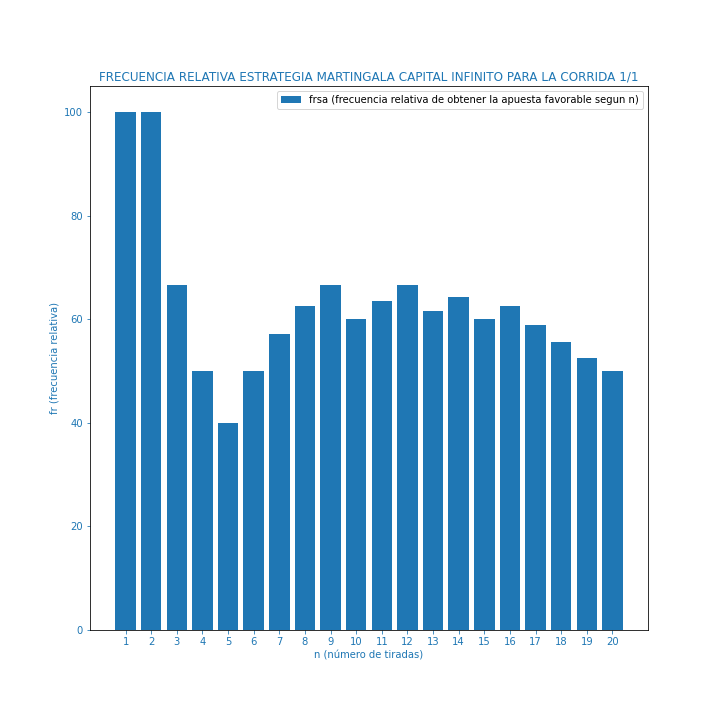 FRECUENCIA RELATIVA ESTRATEGIA MARTINGALA CAPITAL INFINITO PARA LA CORRIDA 1/1
frsa (frecuencia relativa de obtener la apuesta favorable segun n)
100
80
60
40
20
0
fr (frecuencia relativa)
1 2 3 4 5 6 7 8 9 10 11 12 13 14 15 16 17 18 19 20
n (número de tiradas)